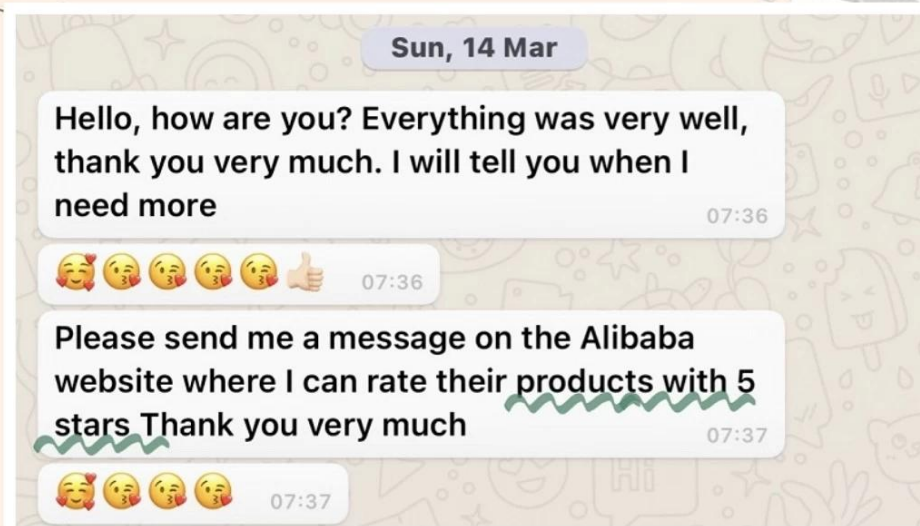 Sun, 14 Mar
Hello, how are you? Everything was very well,
thank you very much. I will tell you when I
need more
07:36
🥰😘😘😘😘👍🏻 07:36
Please send me a message on the Alibaba
website where I can rate their products with 5
stars Thank you very much
07:37
🥰😘😘😘 07:37